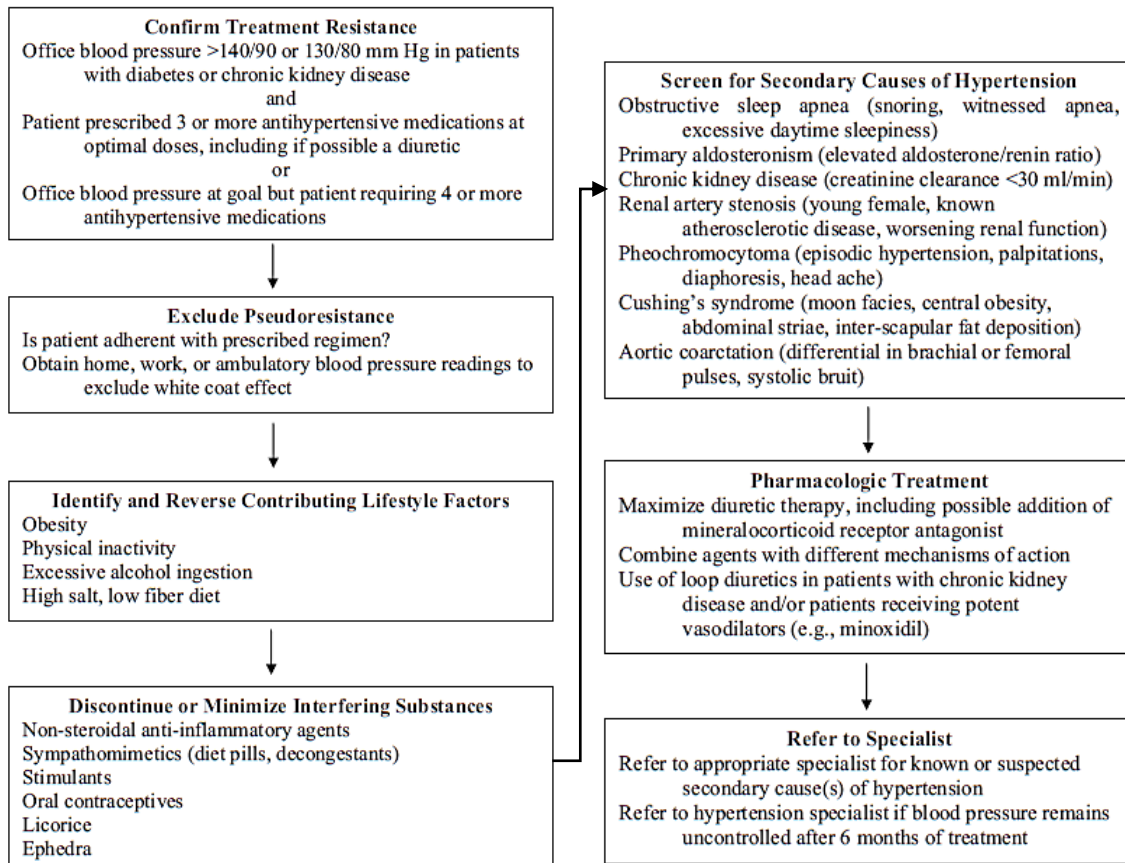 Confirm Treatment Resistance
Office blood pressure >140/90 or 130/80 mm Hg in patients
with diabetes or chronic kidney disease
and
Patient prescribed 3 or more antihypertensive medications at
optimal doses, including if possible a diuretic
or
Office blood pressure at goal but patient requiring 4 or more
antihypertensive medications
Exclude Pseudoresistance
Is patient adherent with prescribed regimen?
Obtain home, work, or ambulatory blood pressure readings to
exclude white coat effect
Identify and Reverse Contributing Lifestyle Factors
Obesity
Physical inactivity
Excessive alcohol ingestion
High salt, low fiber diet
Discontinue or Minimize Interfering Substances
Non-steroidal anti-inflammatory agents
Sympathomimetics (diet pills, decongestants)
Stimulants
Oral contraceptives
Licorice
Ephedra
Screen for Secondary Causes of Hypertension
Obstructive sleep apnea (snoring, witnessed apnea,
excessive daytime sleepiness)
Primary aldosteronism (elevated aldosterone/renin ratio)
Chronic kidney disease (creatinine clearance <30 ml/min)
Renal artery stenosis (young female, known
atherosclerotic disease, worsening renal function)
Pheochromocytoma (episodic hypertension, palpitations,
diaphoresis, head ache)
Cushing's syndrome (moon facies, central obesity,
abdominal striae, inter-scapular fat deposition)
Aortic coarctation (differential in brachial or femoral
pulses, systolic bruit)
Pharmacologic Treatment
Maximize diuretic therapy, including possible addition of
mineralocorticoid receptor antagonist
Combine agents with different mechanisms of action
Use of loop diuretics in patients with chronic kidney
disease and/or patients receiving potent
vasodilators (e.g., minoxidil)
Refer to Specialist
Refer to appropriate specialist for known or suspected
secondary cause(s) of hypertension
Refer to hypertension specialist if blood pressure remains
uncontrolled after 6 months of treatment